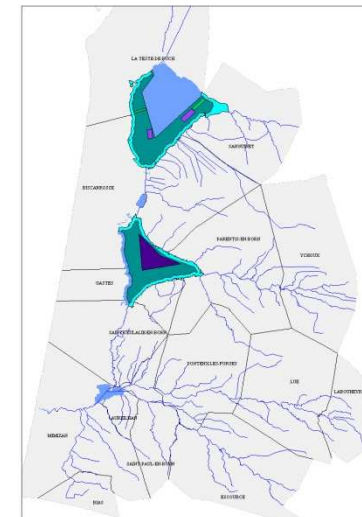 LA TESTE DE BUCH
SANGUINET
BISCARROSSE
PARENTIS-EN-BORN
YCHOUX
GASTES
SAINTE-EULALIE-EN-BORN
PONTENX-LES-FORGES
LUE
LABOUHEYRE
AUREILHAN
MIMIZAN
SAINT-PAUL-EN-BORN
ESCOURCE
BIAS